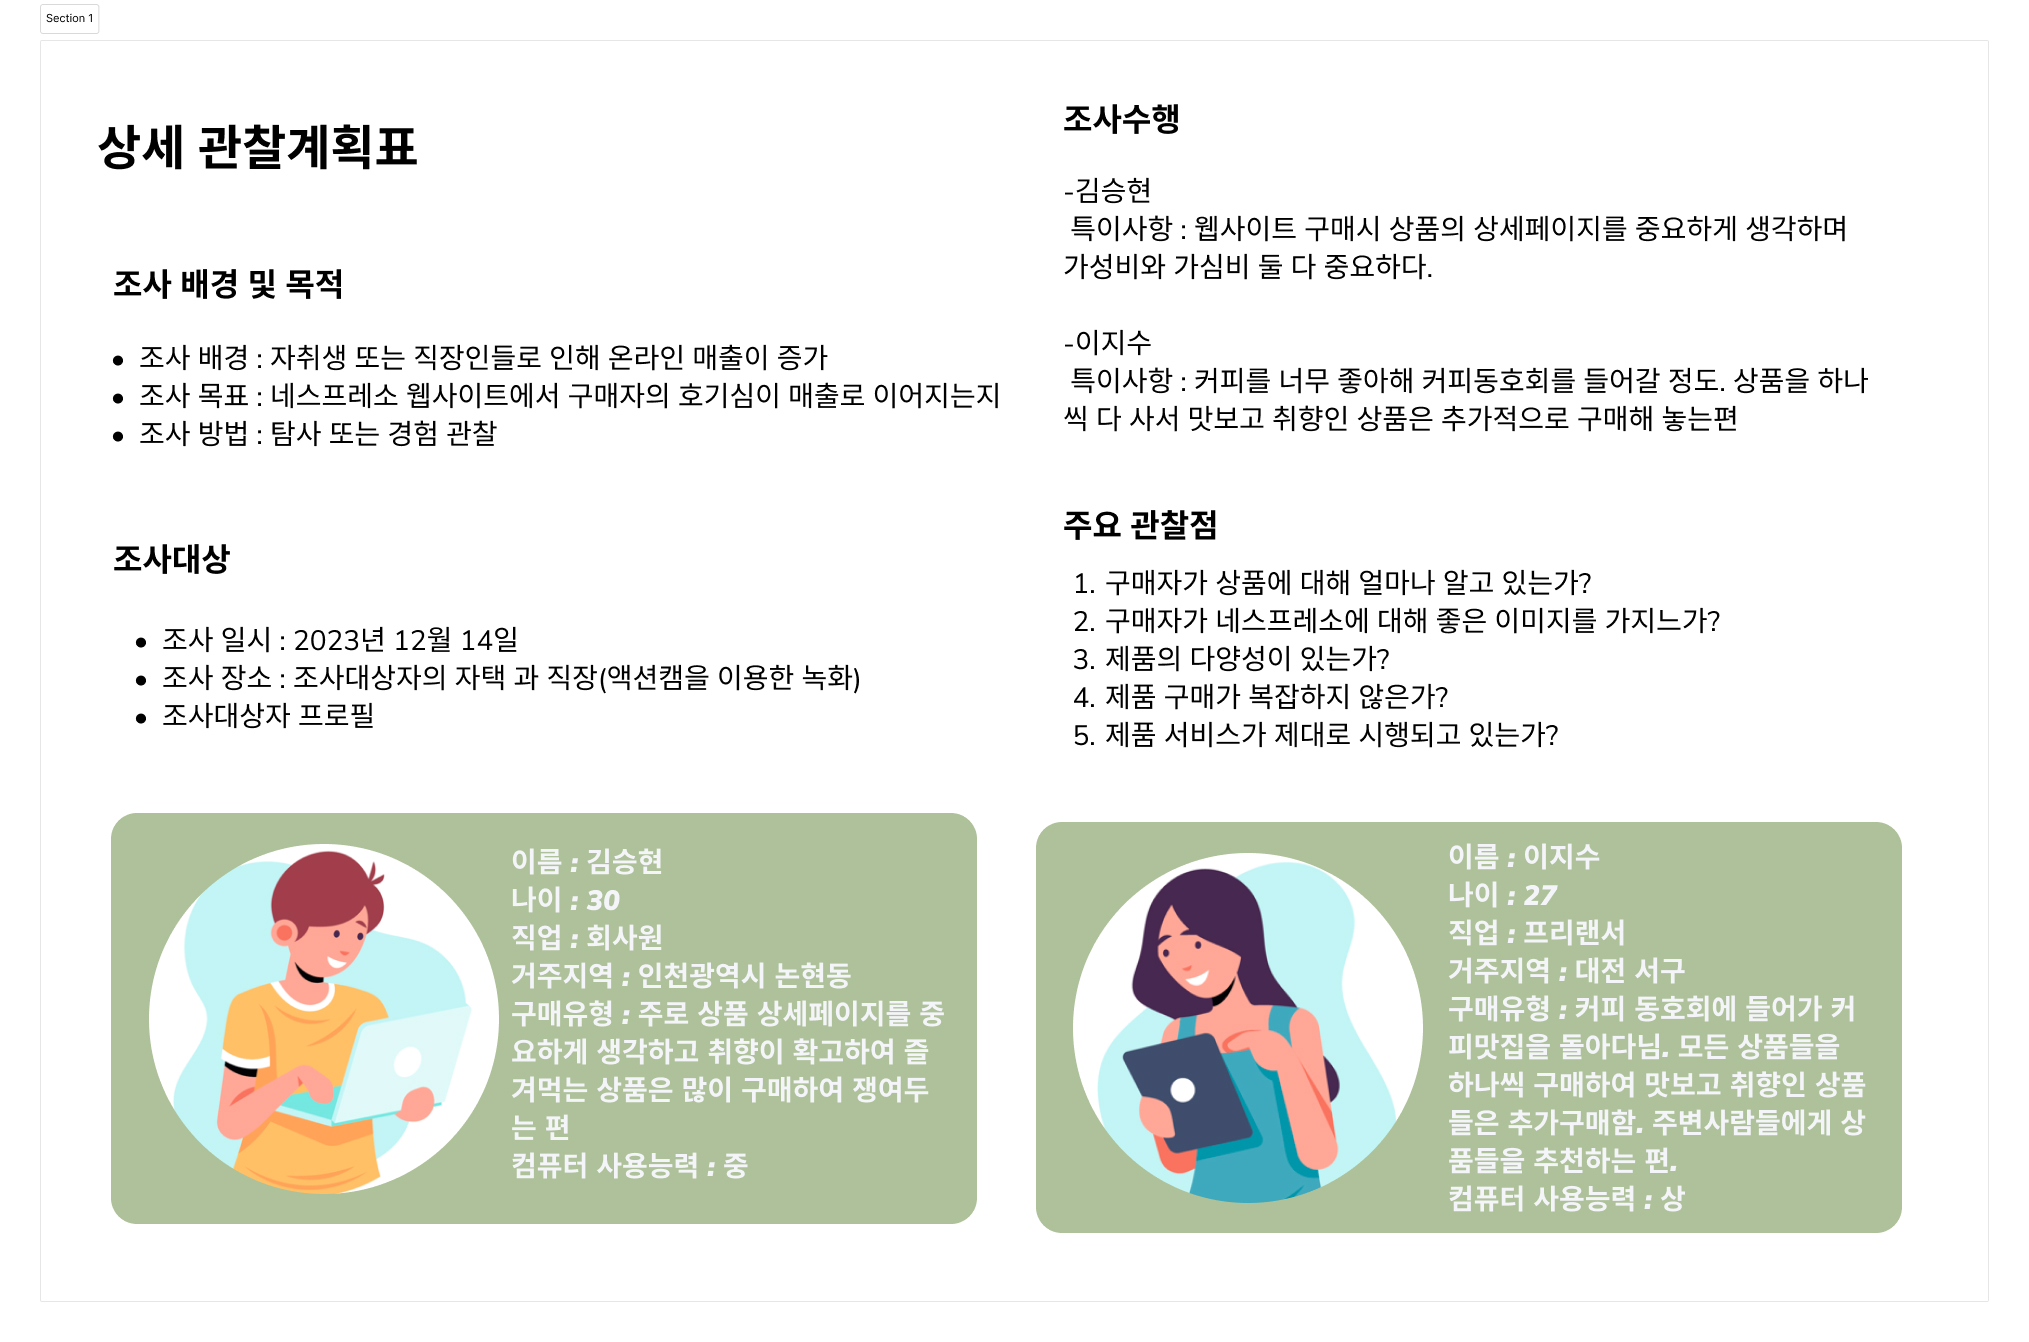 Section 1
상세 관찰계획표
조사 배경 및 목적
• 조사 배경 : 자취생 또는 직장인들로 인해 온라인 매출이 증가
• 조사 목표 : 네스프레소 웹사이트에서 구매자의 호기심이 매출로 이어지는지
• 조사 방법 : 탐사 또는 경험 관찰
조사대상
• 조사 일시 : 2023년 12월 14일
• 조사 장소 : 조사대상자의 자택 과 직장(액션캠을 이용한 녹화)
• 조사대상자 프로필
이름 : 김승현
나이 : 30
직업 : 회사원
거주지역 : 인천광역시 논현동
구매유형 : 주로 상품 상세페이지를 중
요하게 생각하고 취향이 확고하여 즐
겨먹는 상품은 많이 구매하여 쟁여두
는 편
컴퓨터 사용능력 : 중
조사수행
-김승현
특이사항 : 웹사이트 구매시 상품의 상세페이지를 중요하게 생각하며
가성비와 가심비 둘 다 중요하다.
-이지수
특이사항 : 커피를 너무 좋아해 커피동호회를 들어갈 정도. 상품을 하나
씩 다 사서 맛보고 취향인 상품은 추가적으로 구매해 놓는편
주요 관찰점
1. 구매자가 상품에 대해 얼마나 알고 있는가?
2. 구매자가 네스프레소에 대해 좋은 이미지를 가지느가?
3. 제품의 다양성이 있는가?
4. 제품 구매가 복잡하지 않은가?
5. 제품 서비스가 제대로 시행되고 있는가?
이름 : 이지수
나이 : 27
직업 : 프리랜서
거주지역 : 대전 서구
구매유형 : 커피 동호회에 들어가 커
피맛집을 돌아다님. 모든 상품들을
하나씩 구매하여 맛보고 취향인 상품
들은 추가구매함. 주변사람들에게 상
품들을 추천하는 편.
컴퓨터 사용능력 : 상